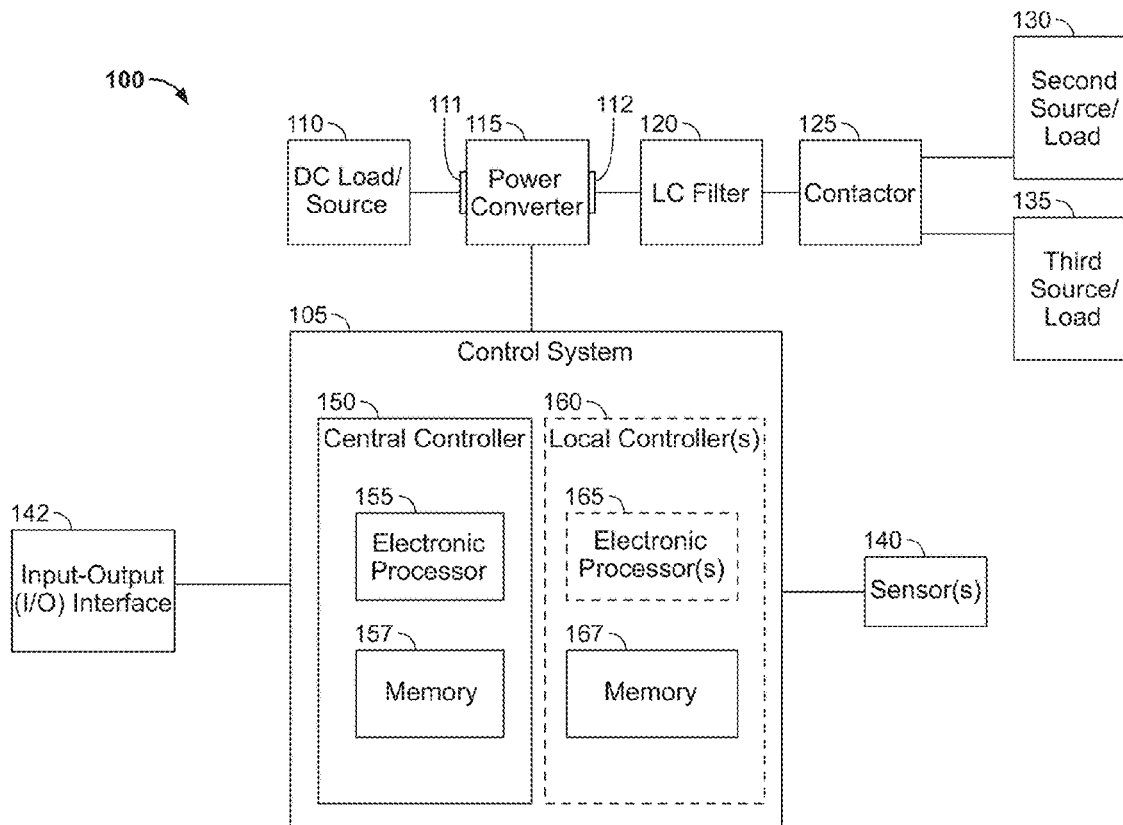 100
130
Second
Source/
Load
111
112
110
115
120
125
DC Load/
Source
Power
Converter
LC Filter
Contactor
135
Third
Source/
Load
105
Control System
150
160
Central Controller
Local Controller(s)
155
165
Electronic
Processor
Electronic
Processor(s)
142
140
Input-Output
(I/O) Interface
Sensor(s)
157
167
Memory
Memory